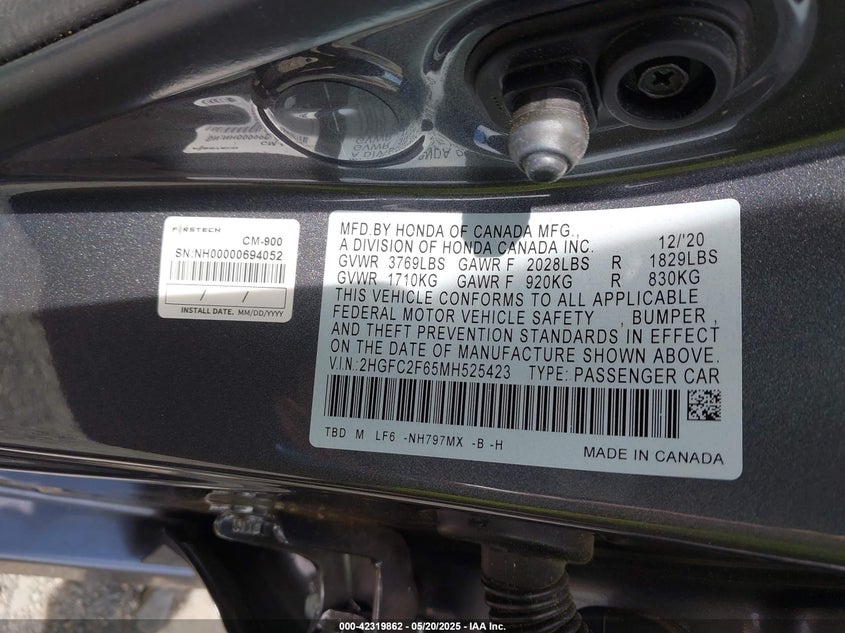 FIRSTECH
CM-900
SN:NH00000694052
/ /
INSTALL DATE. MM/DD/YYYY
MFD.BY HONDA OF CANADA MFG.,
A DIVISION OF HONDA CANADA INC. 12/'20
GVWR 3769LBS GAWR F 2028LBS R 1829LBS
GVWR 1710KG GAWR F 920KG R 830KG
THIS VEHICLE CONFORMS TO ALL APPLICABLE
FEDERAL MOTOR VEHICLE SAFETY , BUMPER ,
AND THEFT PREVENTION STANDARDS IN EFFECT
ON THE DATE OF MANUFACTURE SHOWN ABOVE.
V.I.N.:2HGFC2F65MH525423 TYPE: PASSENGER CAR
TBD M LF6 -NH797MX -B -H
MADE IN CANADA
000-42319862 - 05/20/2025 - IAA, Inc.